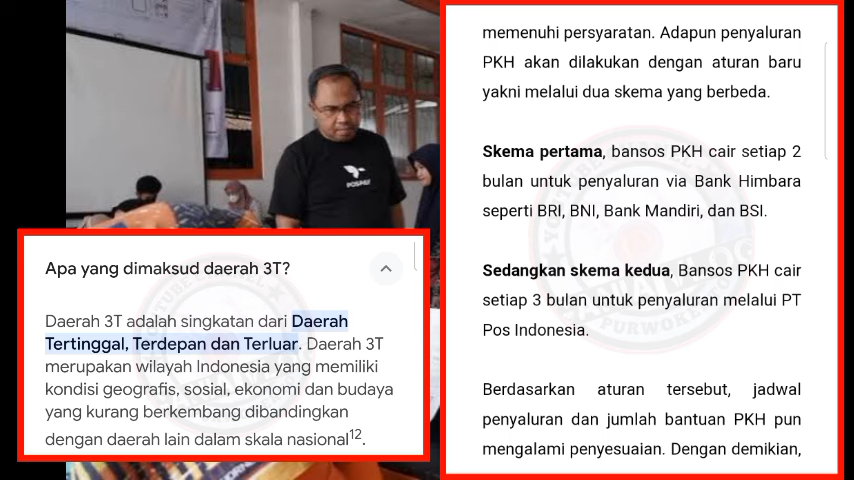 POSAJA!
Apa yang dimaksud daerah 3T?
Daerah 3T adalah singkatan dari Daerah
Tertinggal, Terdepan dan Terluar. Daerah 3T
merupakan wilayah Indonesia yang memiliki
kondisi geografis, sosial, ekonomi dan budaya
yang kurang berkembang dibandingkan
dengan daerah lain dalam skala nasional12.
memenuhi persyaratan. Adapun penyaluran
PKH akan dilakukan dengan aturan baru
yakni melalui dua skema yang berbeda.
Skema pertama, bansos PKH cair setiap 2
bulan untuk penyaluran via Bank Himbara
seperti BRI, BNI, Bank Mandiri, dan BSI.
Sedangkan skema kedua, Bansos PKH cair
setiap 3 bulan untuk penyaluran melalui PT
Pos Indonesia.
Berdasarkan aturan tersebut, jadwal
penyaluran dan jumlah bantuan PKH pun
mengalami penyesuaian. Dengan demikian,